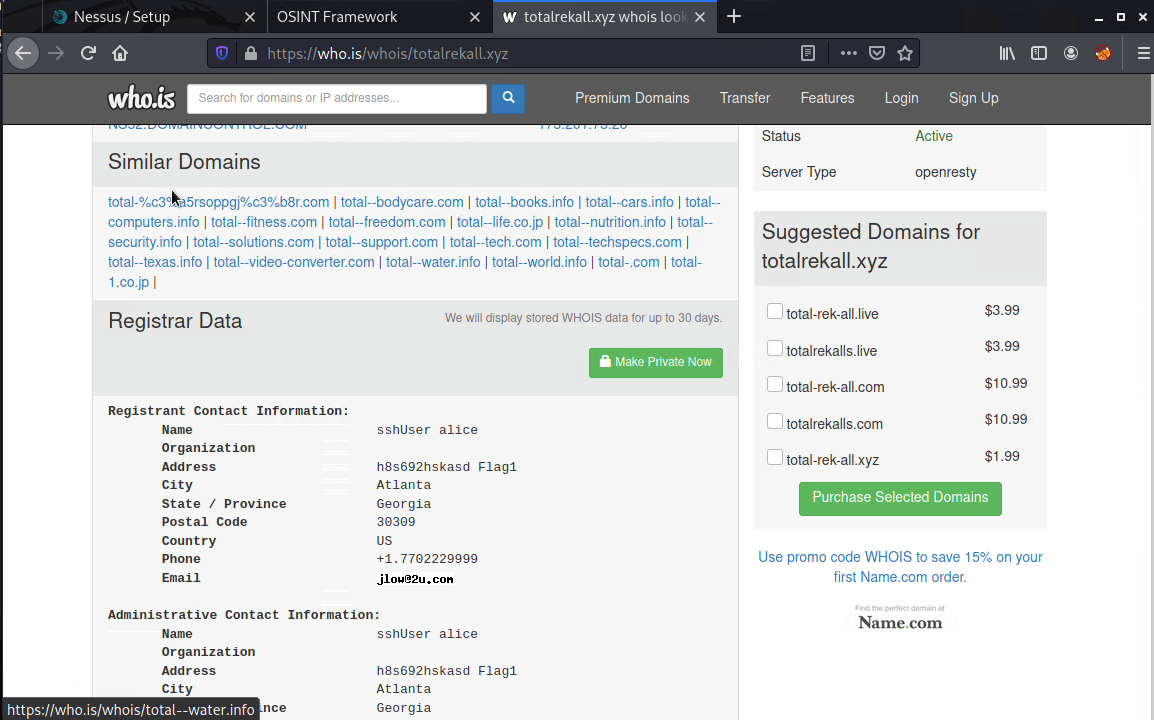 Nessus / Setup
OSINT Framework
totalrekall.xyz whois look
https://who.is/whois/totalrekall.xyz
who.is
Search for domains or IP addresses...
Premium Domains
Transfer
Features
Login
Sign Up
NS52.DOMAINCONTROL.COM 173.201.73.26
Similar Domains
total-%c3%a5rsoppgj%c3%b8r.com | total--bodycare.com | total--books.info | total--cars.info | total--
computers.info | total--fitness.com | total--freedom.com | total--life.co.jp | total--nutrition.info | total--
security.info | total--solutions.com | total--support.com | total--tech.com | total--techspecs.com |
total--texas.info | total--video-converter.com | total--water.info | total--world.info | total-.com | total-
1.co.jp |
Registrar Data
We will display stored WHOIS data for up to 30 days.
Make Private Now
Registrant Contact Information:
Name sshUser alice
Organization
Address h8s692hskasd Flag1
City Atlanta
State / Province Georgia
Postal Code 30309
Country US
Phone +1.7702229999
Email jlow@2u.com
Administrative Contact Information:
Name sshUser alice
Organization
Address h8s692hskasd Flag1
City Atlanta
ince Georgia
https://who.is/whois/total--water.info
Status Active
Server Type openresty
Suggested Domains for
totalrekall.xyz
total-rek-all.live $3.99
totalrekalls.live $3.99
total-rek-all.com $10.99
totalrekalls.com $10.99
total-rek-all.xyz $1.99
Purchase Selected Domains
Use promo code WHOIS to save 15% on your
first Name.com order.
Find the perfect domain at
Name.com